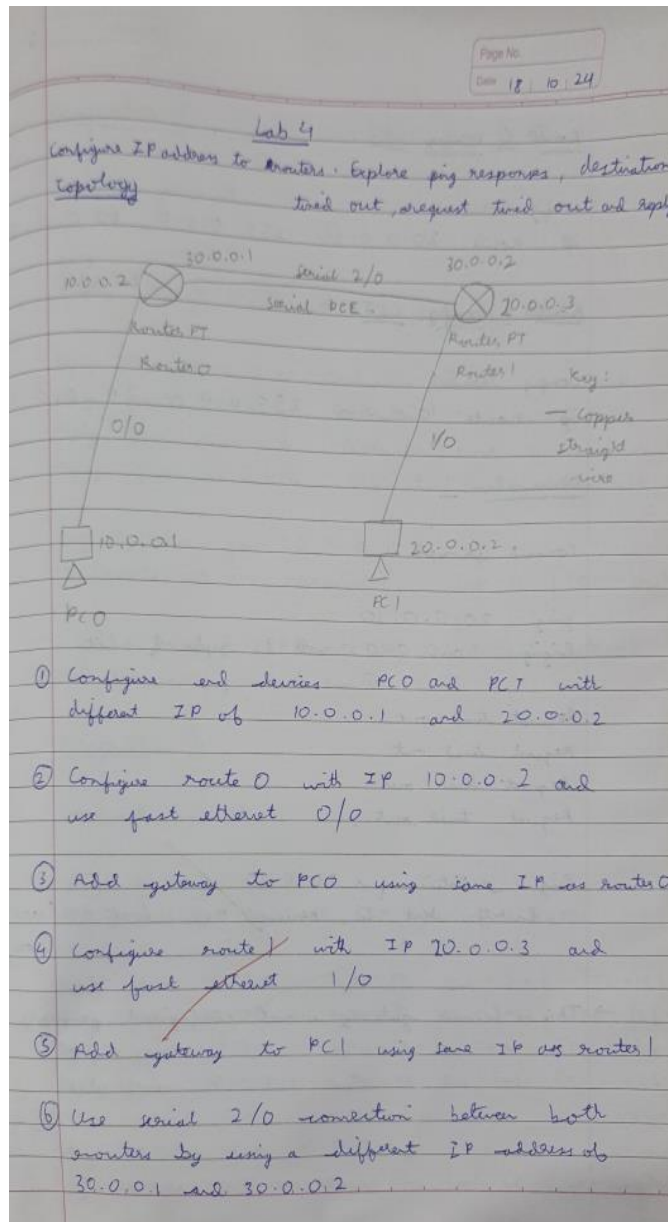 Page No.
Date 18 10 24
Lab 4
Configure IP address to routers. Explore ping responses, destination
topology timed out, request timed out and repl
30.0.0.1 serial 2/0 30.0.0.2
10.0.0.2 serial DCE. 20.0.0.3
Router, PT Router, PT
Router 0 Router 1 Key:
0/0 1/0 — Copper
straight
wire
10.0.0.1 20.0.0.2.
PC0 PC1
① Configure end devices PC0 and PC1 with
different IP of 10.0.0.1 and 20.0.0.2
② Configure route 0 with IP 10.0.0.2 and
use fast ethernet 0/0
③ Add gateway to PC0 using same IP as router 0
④ Configure route 1 with IP 20.0.0.3 and
use fast ethernet 1/0
⑤ Add gateway to PC1 using same IP as router 1
⑥ Use serial 2/0 connection between both
routers by using a different IP address of
30.0.0.1 and 30.0.0.2